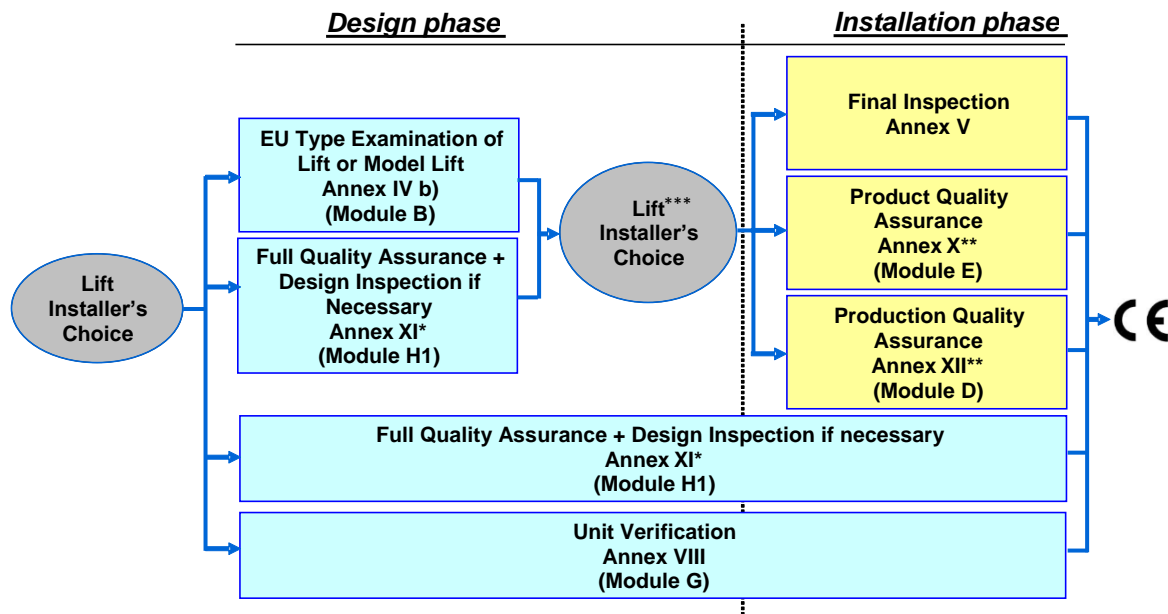 Design phase
Installation phase
Final Inspection
Annex V
EU Type Examination of
Lift or Model Lift
Annex IV b)
(Module B)
Full Quality Assurance +
Design Inspection if
Necessary
Annex XI*
(Module H1)
Lift
Installer’s
Choice
Lift***
Installer’s
Choice
Product Quality
Assurance
Annex X**
(Module E)
Production Quality
Assurance
Annex XII**
(Module D)
CE
Full Quality Assurance + Design Inspection if necessary
Annex XI*
(Module H1)
Unit Verification
Annex VIII
(Module G)